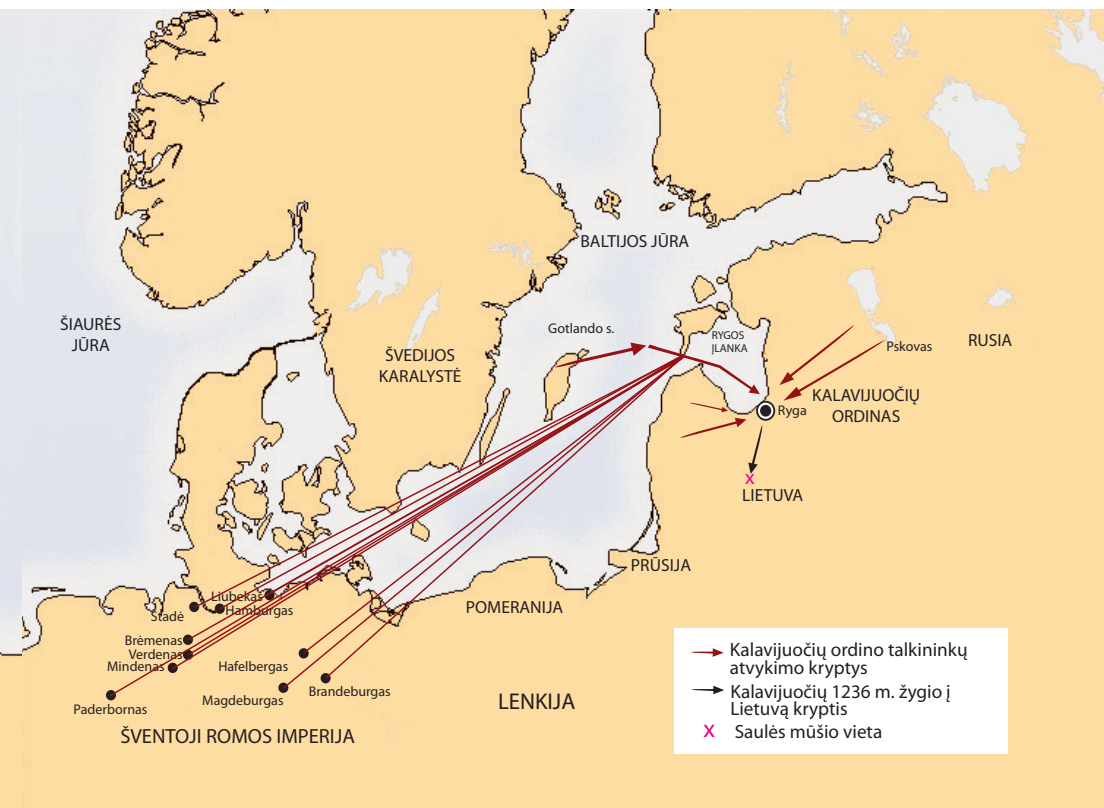 BALTIJOS JŪRA
ŠIAURĖS
JŪRA
Gotlando s.
RYGOS
ĮLANKA
Pskovas
RUSIA
ŠVEDIJOS
KARALYSTĖ
KALAVIJUOČIŲ
ORDINAS
Ryga
x
LIETUVA
PRŪSIJA
POMERANIJA
Liubekas
Hamburgas
Stadė
Brėmenas
Verdenas
Mindenas
Hafelbergas
Paderbornas
Magdeburgas
Brandeburgas
LENKIJA
ŠVENTOJI ROMOS IMPERIJA
Kalavijuočių ordino talkininkų
atvykimo kryptys
Kalavijuočių 1236 m. žygio į
Lietuvą kryptis
x Saulės mūšio vieta